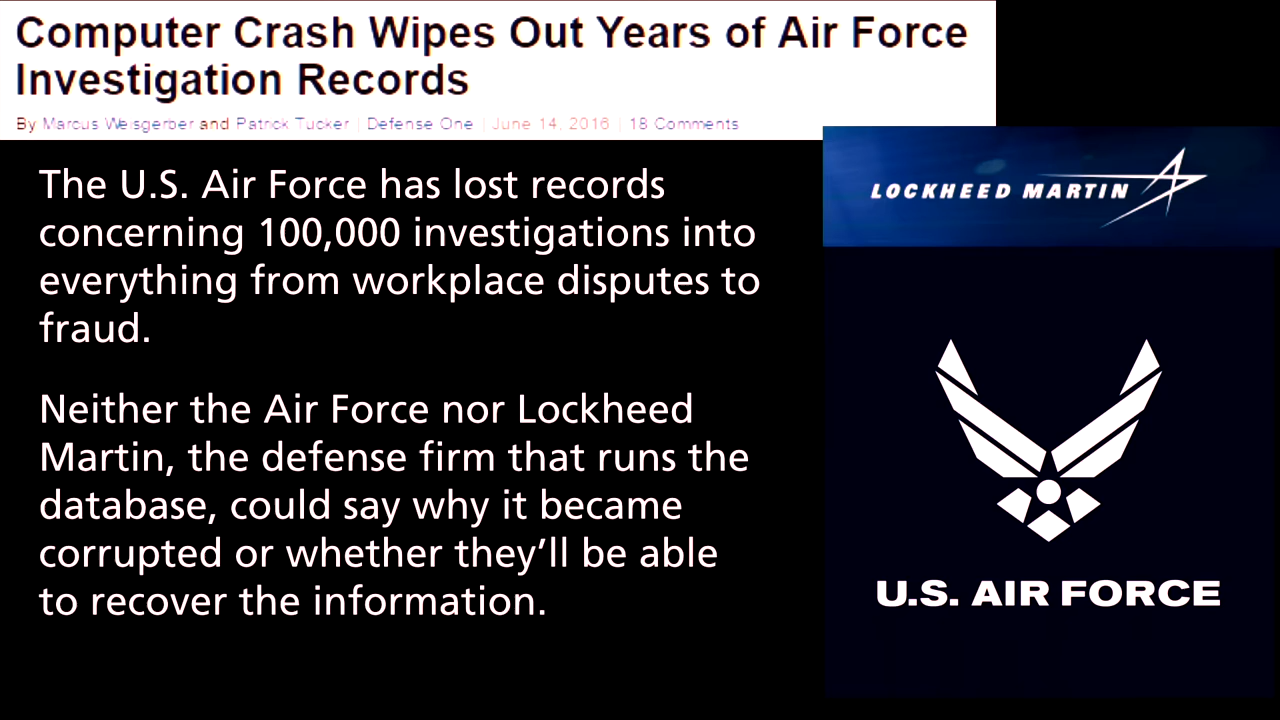 Computer Crash Wipes Out Years of Air Force
Investigation Records
By Marcus Weisgerber and Patrick Tucker | Defense One | June 14, 2016 | 18 Comments
LOCKHEED MARTIN
The U.S. Air Force has lost records
concerning 100,000 investigations into
everything from workplace disputes to
fraud.
Neither the Air Force nor Lockheed
Martin, the defense firm that runs the
database, could say why it became
corrupted or whether they’ll be able
to recover the information.
U.S. AIR FORCE